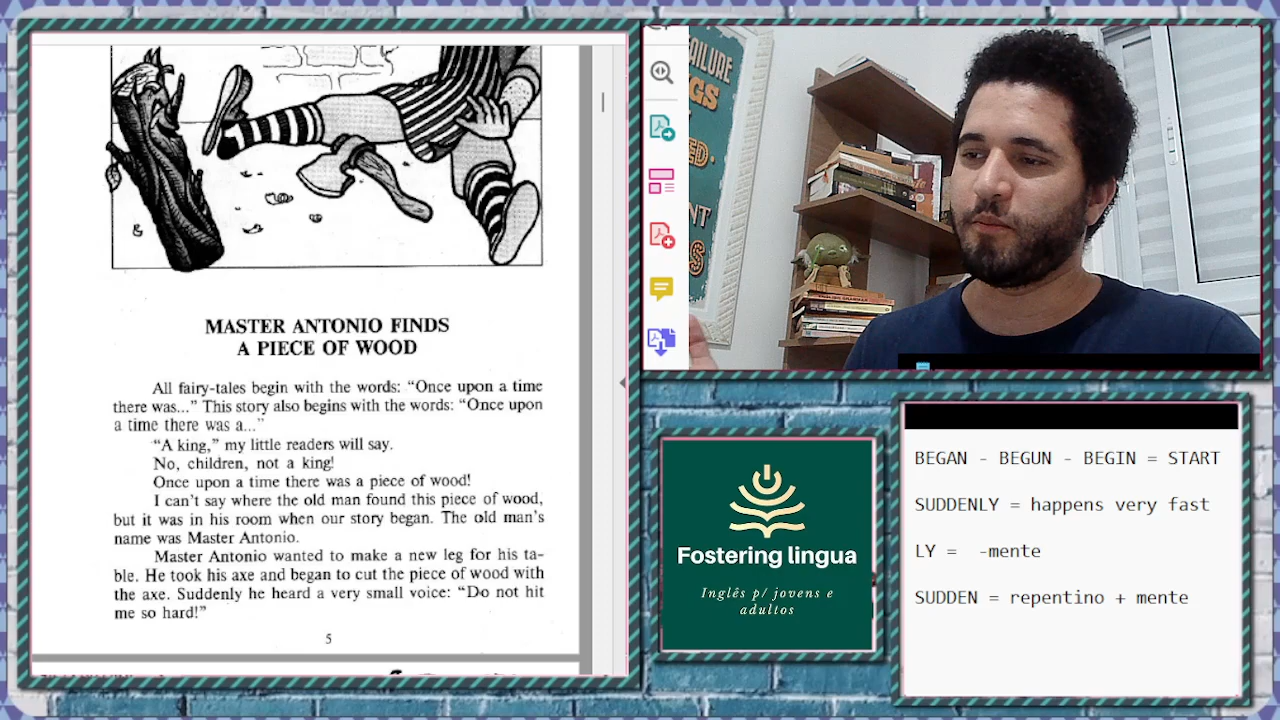 MASTER ANTONIO FINDS
A PIECE OF WOOD
All fairy-tales begin with the words: “Once upon a time
there was...” This story also begins with the words: “Once upon
a time there was a...”
“A king,” my little readers will say.
No, children, not a king!
Once upon a time there was a piece of wood!
I can’t say where the old man found this piece of wood,
but it was in his room when our story began. The old man’s
name was Master Antonio.
Master Antonio wanted to make a new leg for his ta-
ble. He took his axe and began to cut the piece of wood with
the axe. Suddenly he heard a very small voice: “Do not hit
me so hard!”
5
FAILURE
Fostering lingua
Inglês p/ jovens e
adultos
BEGAN - BEGUN - BEGIN = START
SUDDENLY = happens very fast
LY = -mente
SUDDEN = repentino + mente